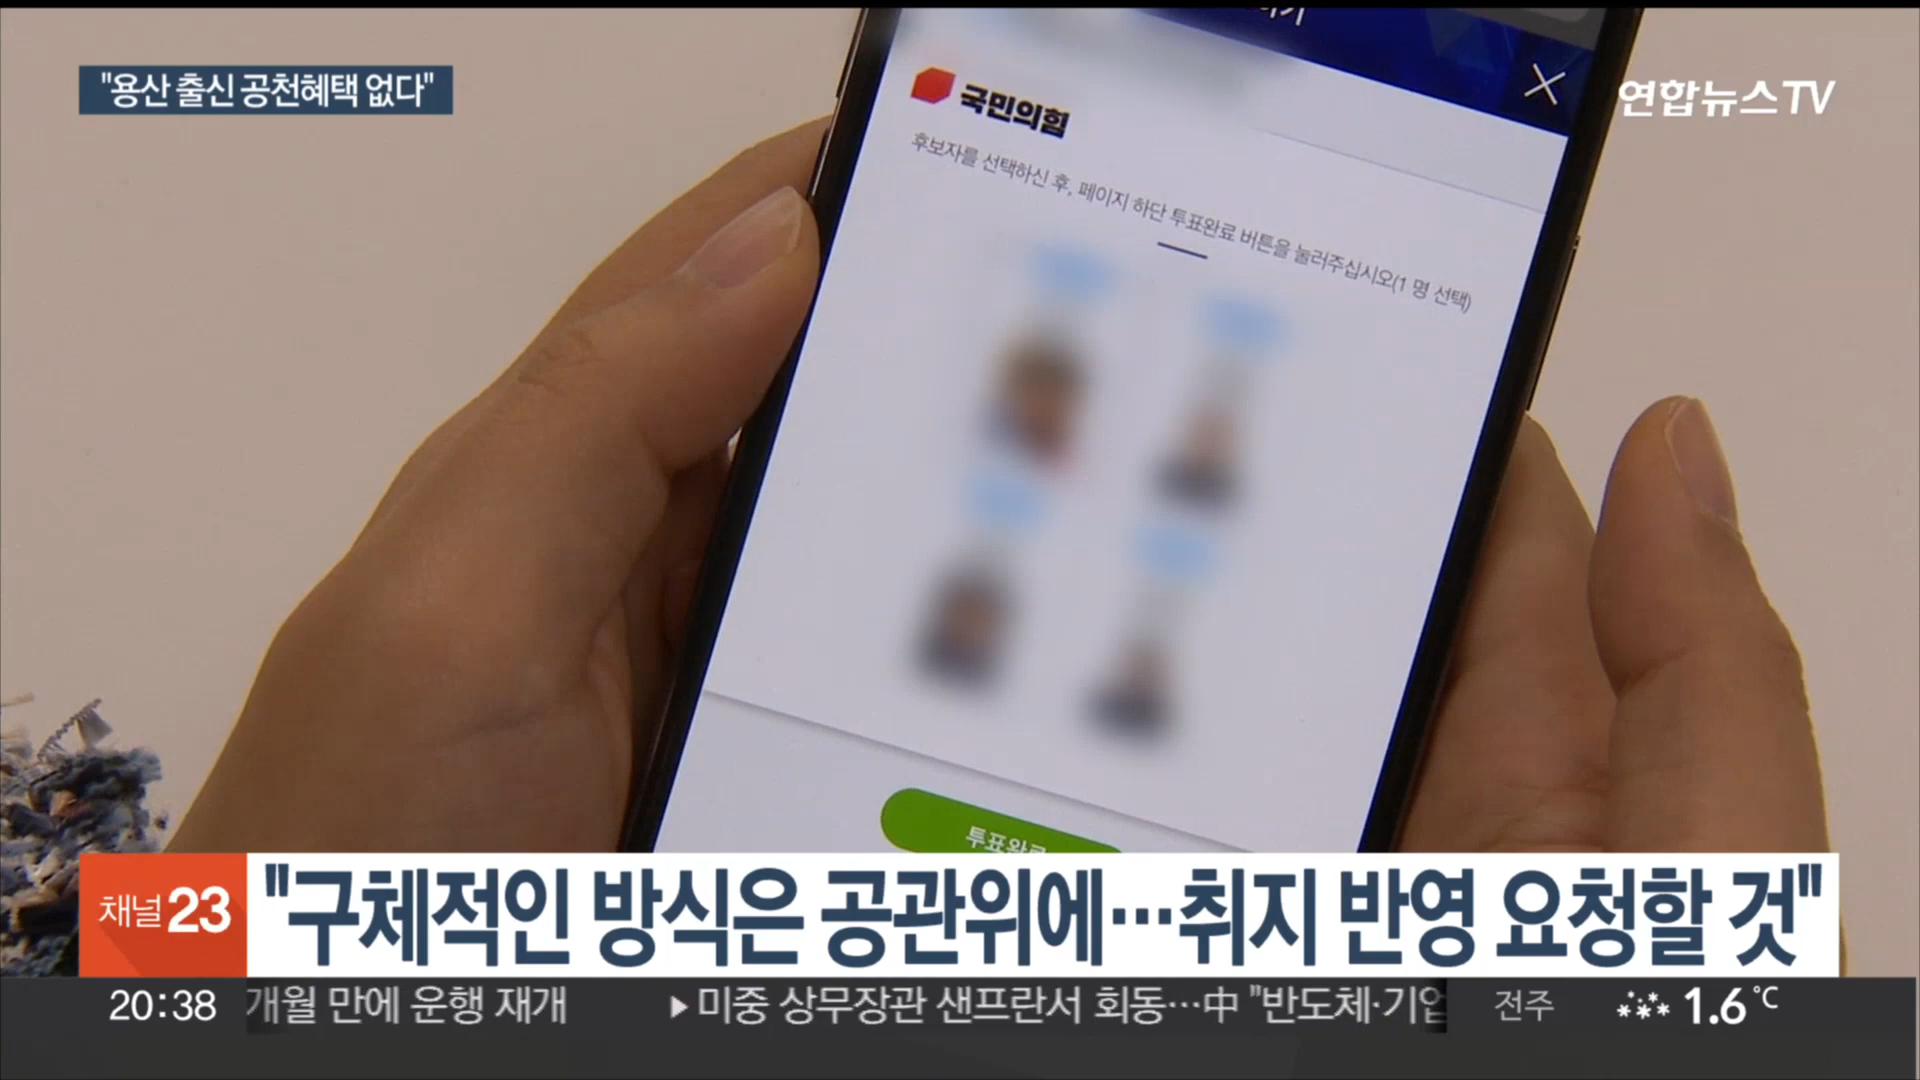 "용산 출신 공천혜택 없다"
연합뉴스TV
국민의힘
후보자를 선택하신 후, 페이지 하단 투표완료 버튼을 눌러주십시오(1 명 선택)
투표완료
채널23
"구체적인 방식은 공관위에…취지 반영 요청할 것"
20:38
개월 만에 운행 재개 ▶미중 상무장관 샌프란서 회동…中 "반도체·기업
전주 1.6℃